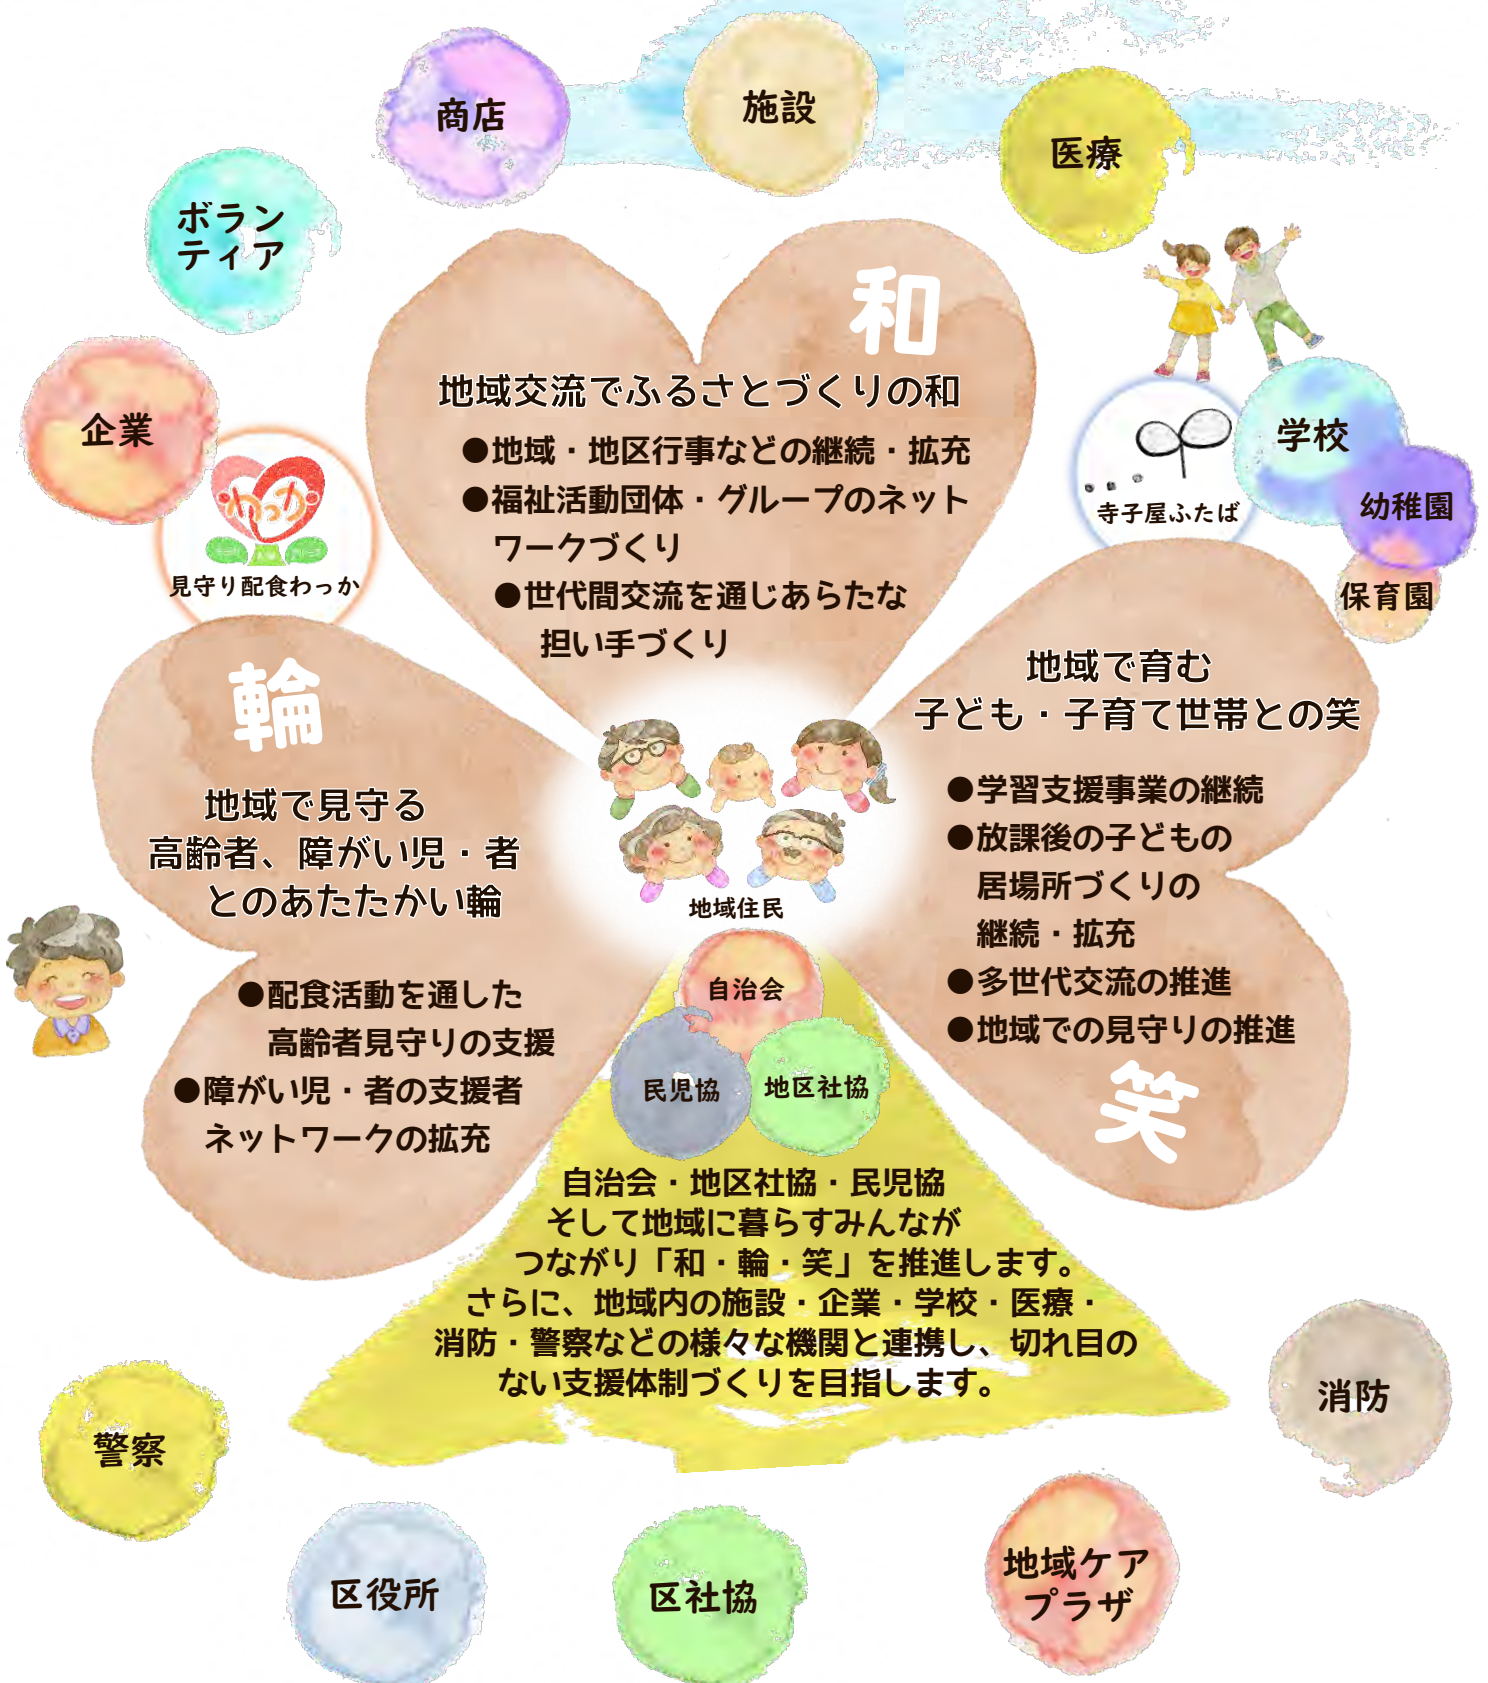 商店
施設
医療
ボラン
ティア
企業
わっか
見守り配食わっか
和
地域交流でふるさとづくりの和
●地域・地区行事などの継続・拡充
●福祉活動団体・グループのネット
ワークづくり
●世代間交流を通じあらたな
担い手づくり
寺子屋ふたば
学校
幼稚園
保育園
輪
地域で見守る
高齢者、障がい児・者
とのあたたかい輪
●配食活動を通した
高齢者見守りの支援
●障がい児・者の支援者
ネットワークの拡充
地域で育む
子ども・子育て世帯との笑
●学習支援事業の継続
●放課後の子どもの
居場所づくりの
継続・拡充
●多世代交流の推進
●地域での見守りの推進
笑
地域住民
自治会
民児協
地区社協
自治会・地区社協・民児協
そして地域に暮らすみんなが
つながり「和・輪・笑」を推進します。
さらに、地域内の施設・企業・学校・医療・
消防・警察などの様々な機関と連携し、切れ目の
ない支援体制づくりを目指します。
警察
消防
区役所
区社協
地域ケア
プラザ